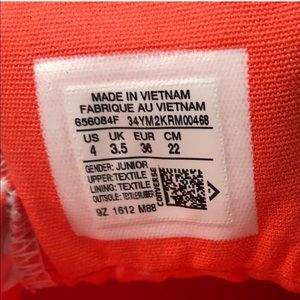 MADE IN VIETNAM
FABRIQUE AU VIETNAM
656084F 34YM2KRM00468
US UK EUR CM
4 3.5 36 22
GENDER: JUNIOR
UPPER:TEXTILE
LINING: TEXTILE
OUTSOLE: :TEXTILE/RUBBER
CONVERSE
9Z 1612 M88